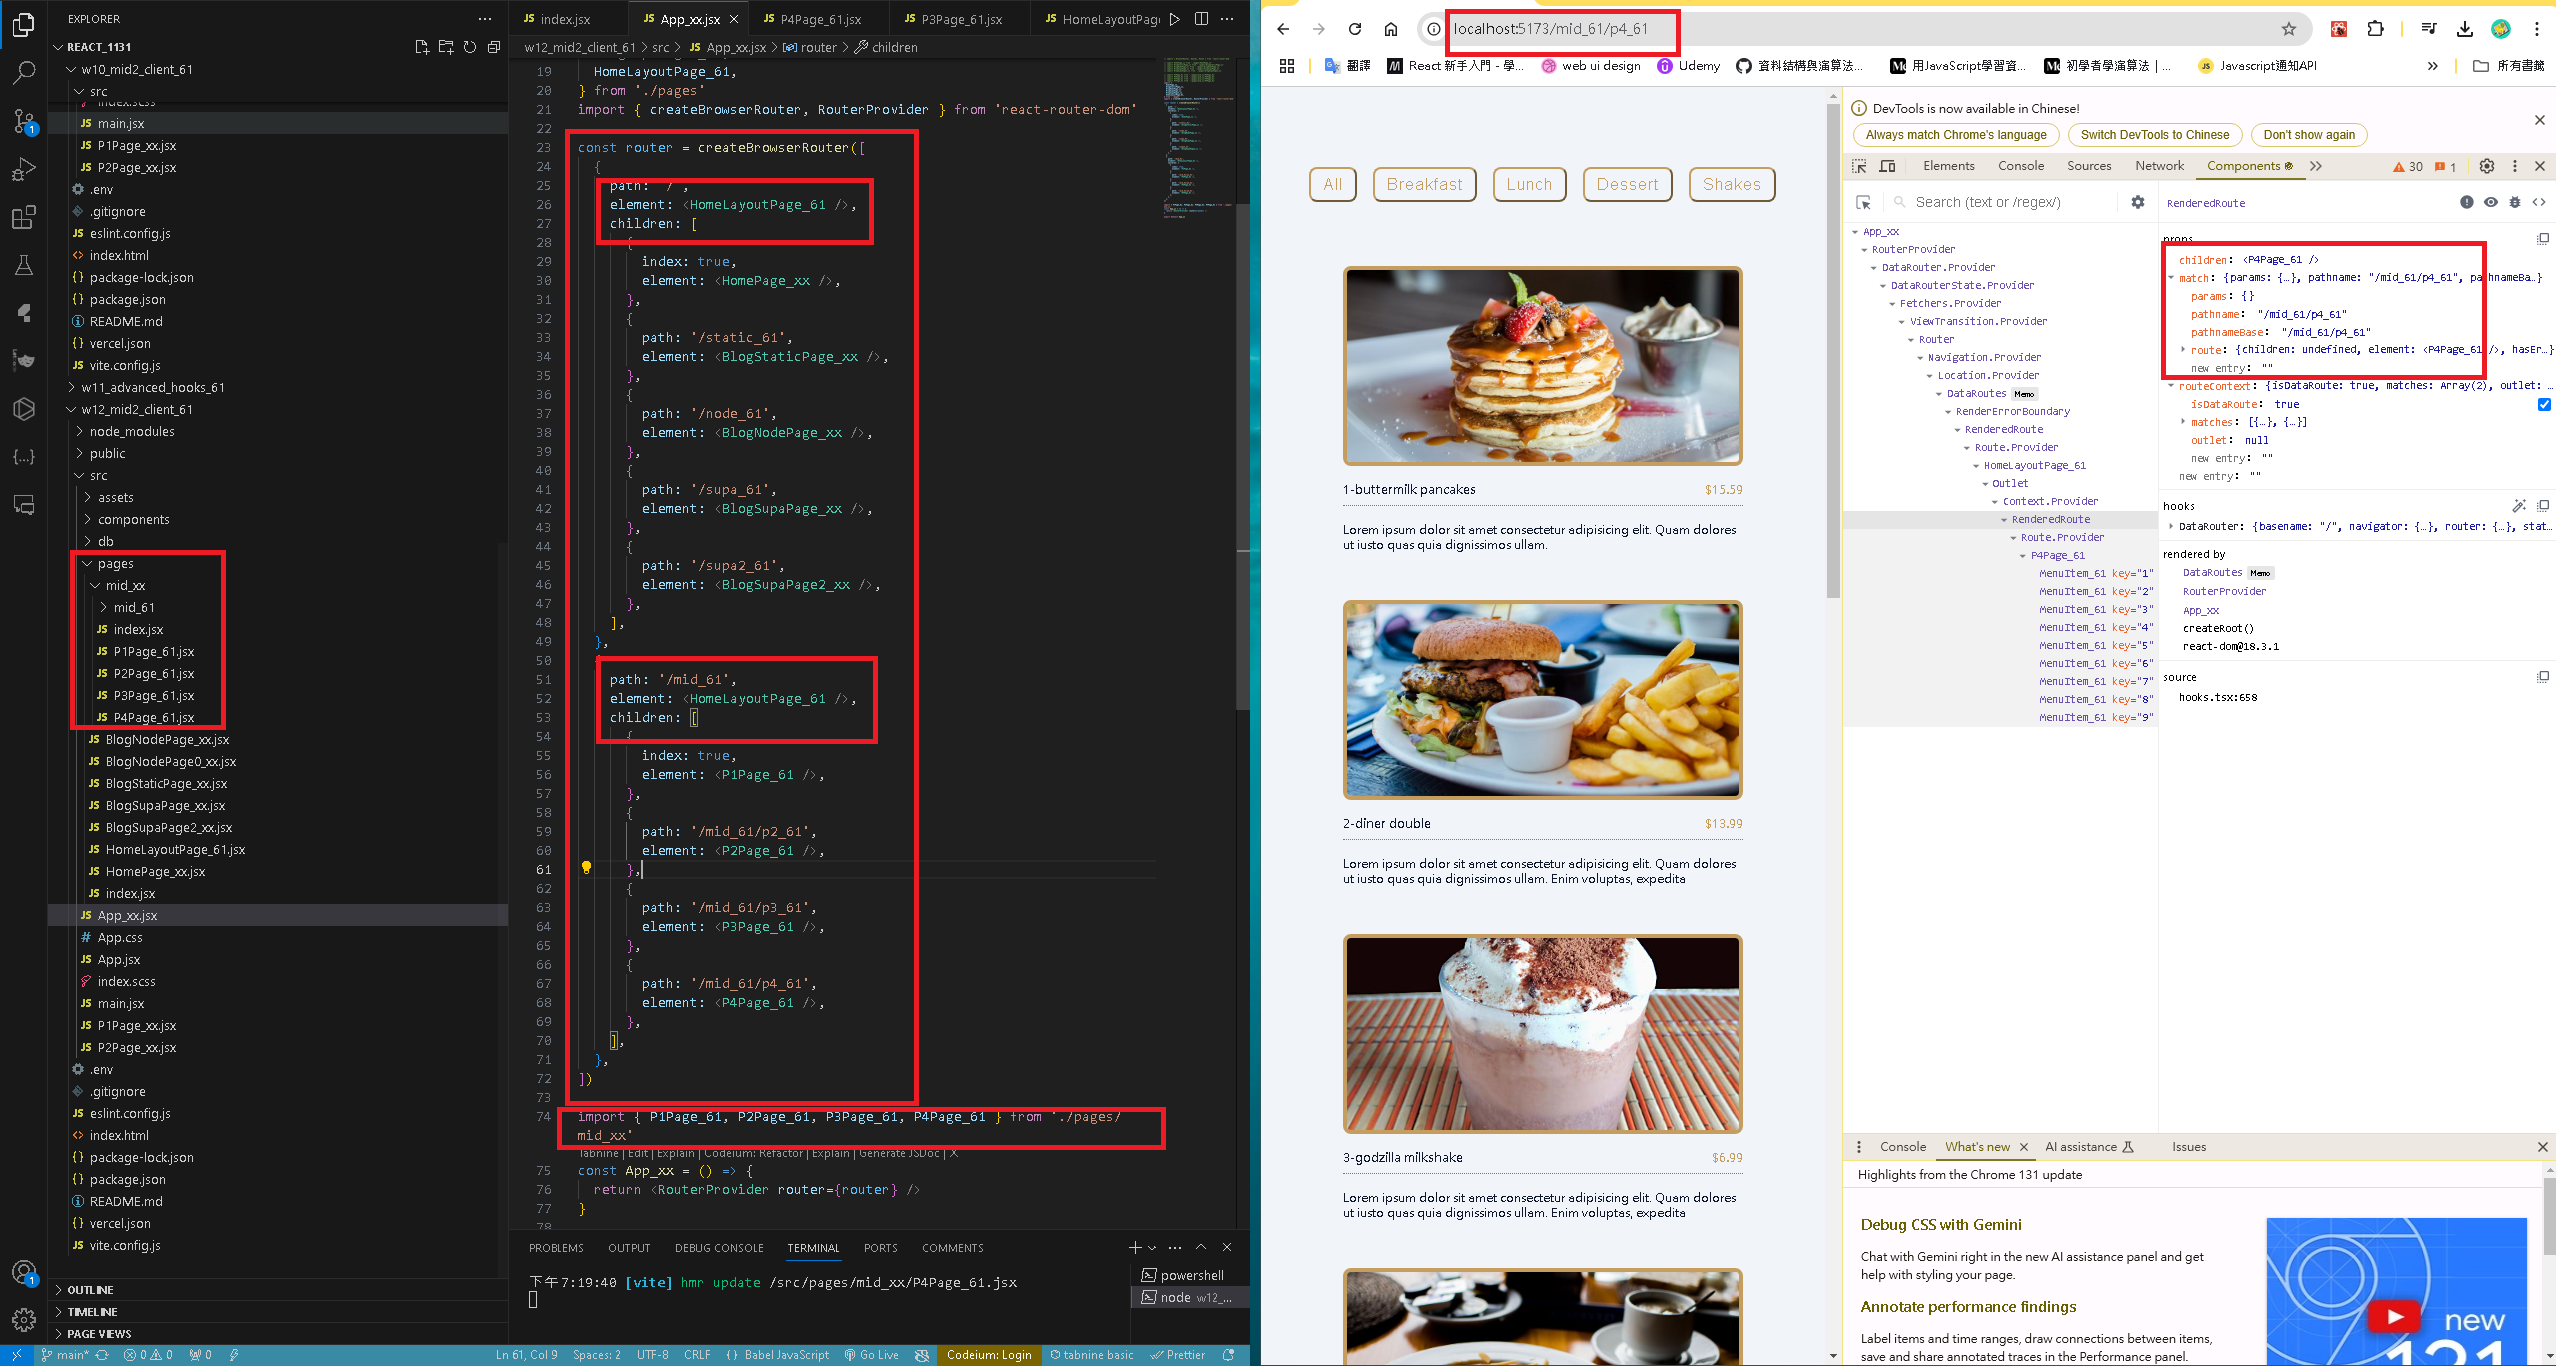 EXPLORER
REACT_1131
w10_mid2_client_61
src
index.scss
main.jsx
P1Page_xx.jsx
P2Page_xx.jsx
.env
.gitignore
eslint.config.js
index.html
package-lock.json
package.json
README.md
vercel.json
vite.config.js
w11_advanced_hooks_61
w12_mid2_client_61
node_modules
public
src
assets
components
db
pages
mid_xx
mid_61
index.jsx
P1Page_61.jsx
P2Page_61.jsx
P3Page_61.jsx
P4Page_61.jsx
BlogNodePage_xx.jsx
BlogNodePage0_xx.jsx
BlogStaticPage_xx.jsx
BlogSupaPage_xx.jsx
BlogSupaPage2_xx.jsx
HomeLayoutPage_61.jsx
HomePage_xx.jsx
index.jsx
App_xx.jsx
App.css
App.jsx
index.scss
main.jsx
P1Page_xx.jsx
P2Page_xx.jsx
.env
.gitignore
eslint.config.js
index.html
package-lock.json
package.json
README.md
vercel.json
vite.config.js
OUTLINE
TIMELINE
PAGE VIEWS
index.jsx App_xx.jsx P4Page_61.jsx P3Page_61.jsx HomeLayoutPage
w12_mid2_client_61 > src > JS App_xx.jsx > router > children
19 HomeLayoutPage_61,
20 } from './pages'
21 import { createBrowserRouter, RouterProvider } from 'react-router-dom'
22
23 const router = createBrowserRouter([
24 {
25 path: '/',
26 element: <HomeLayoutPage_61 />,
27 children: [
28 {
29 index: true,
30 element: <HomePage_xx />,
31 },
32 {
33 path: '/static_61',
34 element: <BlogStaticPage_xx />,
35 },
36 {
37 path: '/node_61',
38 element: <BlogNodePage_xx />,
39 },
40 {
41 path: '/supa_61',
42 element: <BlogSupaPage_xx />,
43 },
44 {
45 path: '/supa2_61',
46 element: <BlogSupaPage2_xx />,
47 },
48 ],
49 },
50
51 path: '/mid_61',
52 element: <HomeLayoutPage_61 />,
53 children: [
54 {
55 index: true,
56 element: <P1Page_61 />,
57 },
58 {
59 path: '/mid_61/p2_61',
60 element: <P2Page_61 />,
61 },
62 {
63 path: '/mid_61/p3_61',
64 element: <P3Page_61 />,
65 },
66 {
67 path: '/mid_61/p4_61',
68 element: <P4Page_61 />,
69 },
70 ],
71 },
72 ])
73
74 import { P1Page_61, P2Page_61, P3Page_61, P4Page_61 } from './pages/
mid_xx'
Tabnine | Edit | Explain | Codeium: Refactor | Explain | Generate JSDoc | X
75 const App_xx = () => {
76 return <RouterProvider router={router} />
77 }
78
PROBLEMS OUTPUT DEBUG CONSOLE TERMINAL PORTS COMMENTS
下午7:19:40 [vite] hmr update /src/pages/mid_xx/P4Page_61.jsx
powershell
node w12_...
main* 0 0 0 Ln 61, Col 9 Spaces: 2 UTF-8 CRLF {} Babel JavaScript Go Live Codeium: Login tabnine basic Prettier
localhost:5173/mid_61/p4_61
翻譯 React 新手入門 - 學... web ui design Udemy 資料結構與演算法... 用JavaScript學習資... 初學者學演算法 | ... Javascript通知API 所有書籤
All Breakfast Lunch Dessert Shakes
1-buttermilk pancakes $15.59
Lorem ipsum dolor sit amet consectetur adipisicing elit. Quam dolores
ut iusto quas quia dignissimos ullam.
2-diner double $13.99
Lorem ipsum dolor sit amet consectetur adipisicing elit. Quam dolores
ut iusto quas quia dignissimos ullam. Enim voluptas, expedita
3-godzilla milkshake $6.99
Lorem ipsum dolor sit amet consectetur adipisicing elit. Quam dolores
ut iusto quas quia dignissimos ullam. Enim voluptas, expedita
DevTools is now available in Chinese!
Always match Chrome's language Switch DevTools to Chinese Don't show again
Elements Console Sources Network Components 30 1
Search (text or /regex/)
App_xx
RouterProvider
DataRouter.Provider
DataRouterState.Provider
Fetchers.Provider
ViewTransition.Provider
Router
Navigation.Provider
Location.Provider
DataRoutes Memo
RenderErrorBoundary
RenderedRoute
Route.Provider
HomeLayoutPage_61
Outlet
Context.Provider
RenderedRoute
Route.Provider
P4Page_61
MenuItem_61 key="1"
MenuItem_61 key="2"
MenuItem_61 key="3"
MenuItem_61 key="4"
MenuItem_61 key="5"
MenuItem_61 key="6"
MenuItem_61 key="7"
MenuItem_61 key="8"
MenuItem_61 key="9"
RenderedRoute
props
children: <P4Page_61 />
match: {params: {…}, pathname: "/mid_61/p4_61", pathnameBa…}
params: {}
pathname: "/mid_61/p4_61"
pathnameBase: "/mid_61/p4_61"
route: {children: undefined, element: <P4Page_61 />, hasEr…}
new entry: ""
routeContext: {isDataRoute: true, matches: Array(2), outlet: …
isDataRoute: true
matches: [{…}, {…}]
outlet: null
new entry: ""
new entry: ""
hooks
DataRouter: {basename: "/", navigator: {…}, router: {…}, stat…
rendered by
DataRoutes Memo
RouterProvider
App_xx
createRoot()
react-dom@18.3.1
source
hooks.tsx:658
Console What's new AI assistance Issues
Highlights from the Chrome 131 update
Debug CSS with Gemini
Chat with Gemini right in the new AI assistance panel and get
help with styling your page.
Annotate performance findings
Label items and time ranges, draw connections between items,
save and share annotated traces in the Performance panel.
new
131